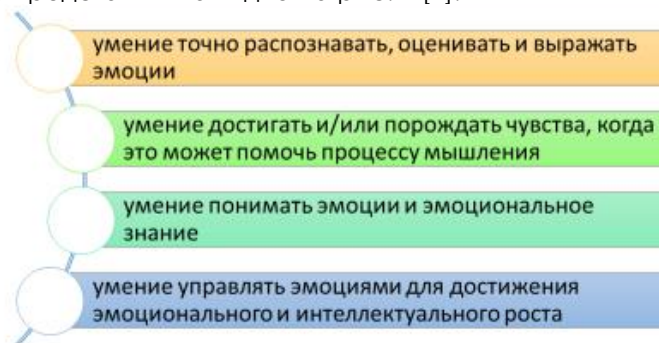 умение точно распознавать, оценивать и выражать
эмоции
умение достигать и/или порождать чувства, когда
это может помочь процессу мышления
умение понимать эмоции и эмоциональное
знание
умение управлять эмоциями для достижения
эмоционального и интеллектуального роста